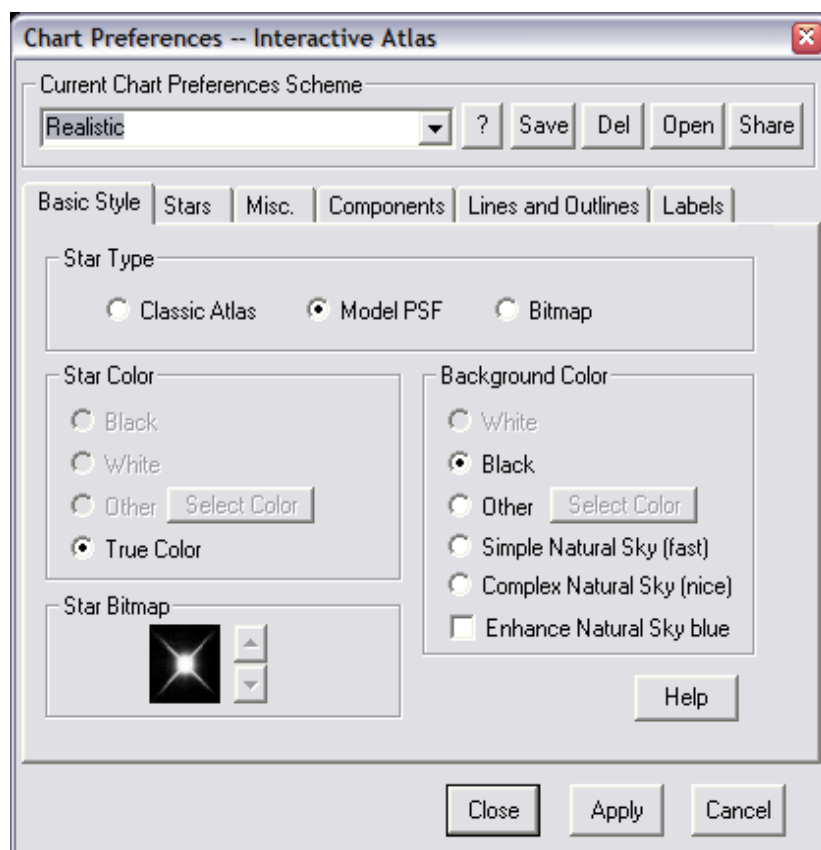 Chart Preferences -- Interactive Atlas
Current Chart Preferences Scheme
Realistic ? Save Del Open Share
Basic Style Stars Misc. Components Lines and Outlines Labels
Star Type
Classic Atlas Model PSF Bitmap
Star Color
Black
White
Other Select Color
True Color
Background Color
White
Black
Other Select Color
Simple Natural Sky (fast)
Complex Natural Sky (nice)
Enhance Natural Sky blue
Star Bitmap
Help
Close Apply Cancel